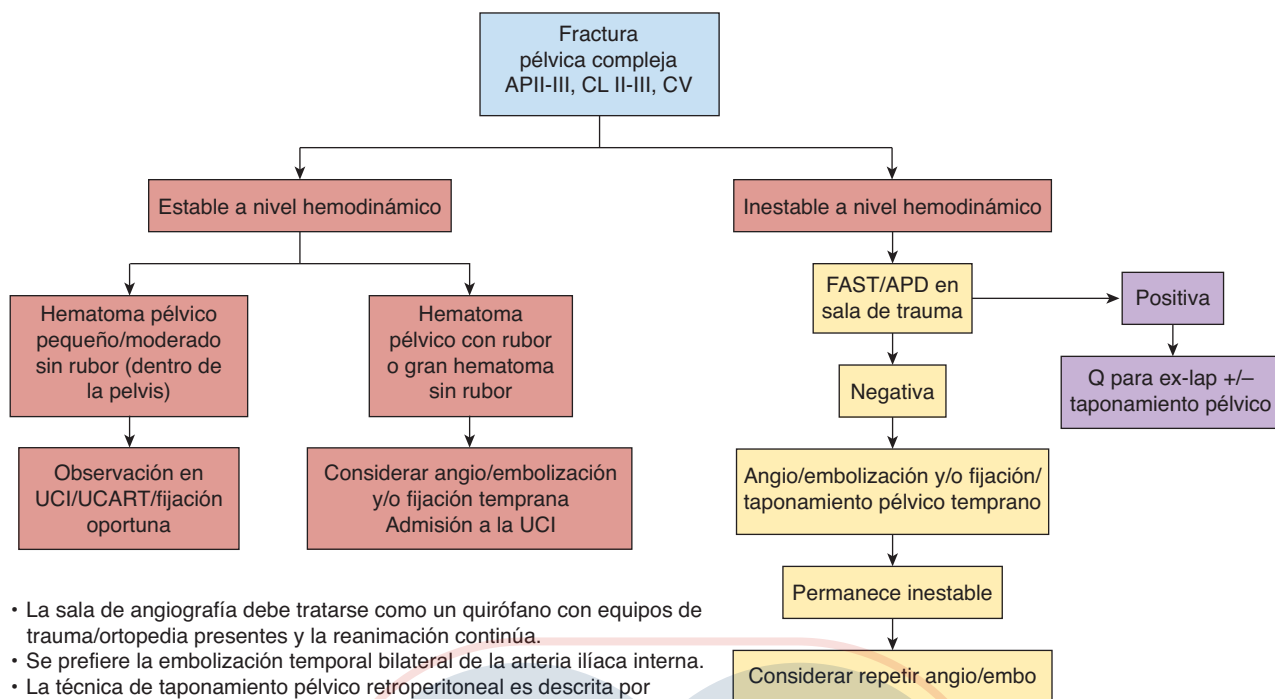 Fractura
pélvica compleja
APII-III, CL II-III, CV
Estable a nivel hemodinámico
Inestable a nivel hemodinámico
Hematoma pélvico
pequeño/moderado
sin rubor (dentro de
la pelvis)
Hematoma
pélvico con rubor
o gran hematoma
sin rubor
FAST/APD en
sala de trauma
Positiva
Negativa
Q para ex-lap +/–
taponamiento pélvico
Observación en
UCI/UCART/fijación
oportuna
Considerar angio/embolización
y/o fijación temprana
Admisión a la UCI
Angio/embolización y/o fijación/
taponamiento pélvico temprano
Permanece inestable
Considerar repetir angio/embo
• La sala de angiografía debe tratarse como un quirófano con equipos de
trauma/ortopedia presentes y la reanimación continúa.
• Se prefiere la embolización temporal bilateral de la arteria ilíaca interna.
• La técnica de taponamiento pélvico retroperitoneal es descrita por